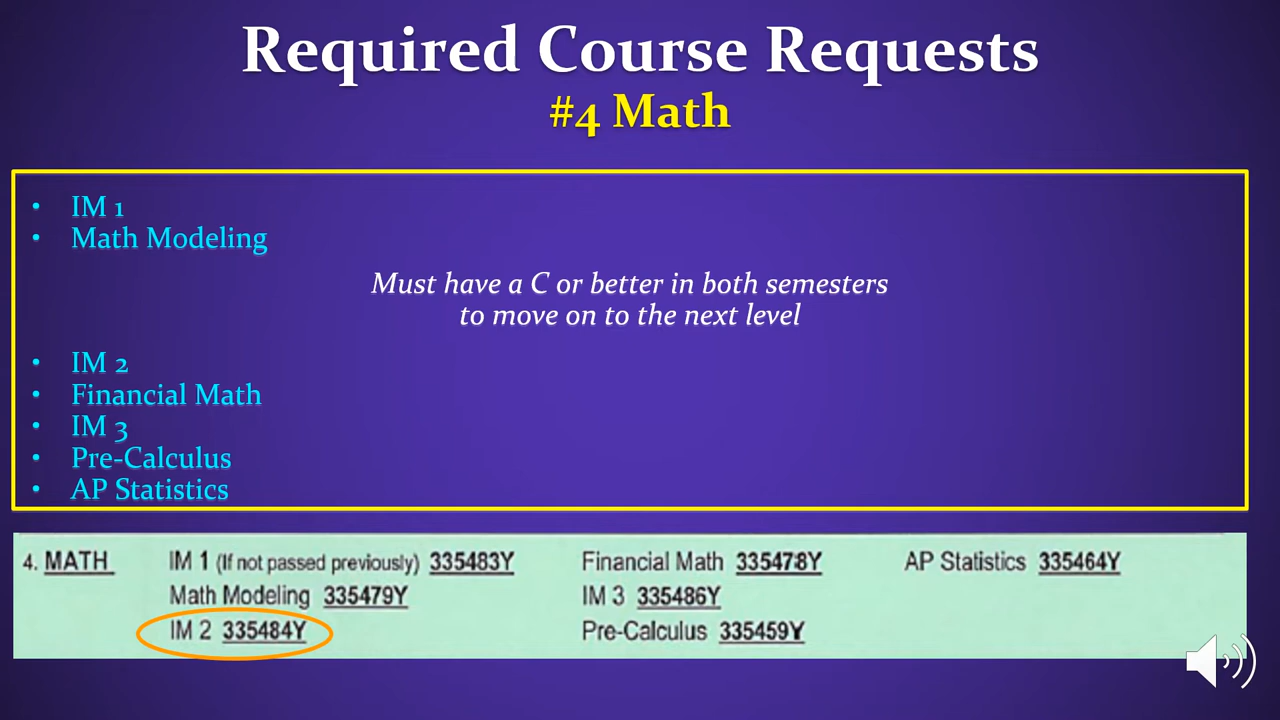 Required Course Requests
#4 Math
• IM 1
• Math Modeling
Must have a C or better in both semesters
to move on to the next level
• IM 2
• Financial Math
• IM 3
• Pre-Calculus
• AP Statistics
4. MATH IM 1 (If not passed previously) 335483Y Financial Math 335478Y AP Statistics 335464Y
Math Modeling 335479Y IM 3 335486Y
IM 2 335484Y Pre-Calculus 335459Y